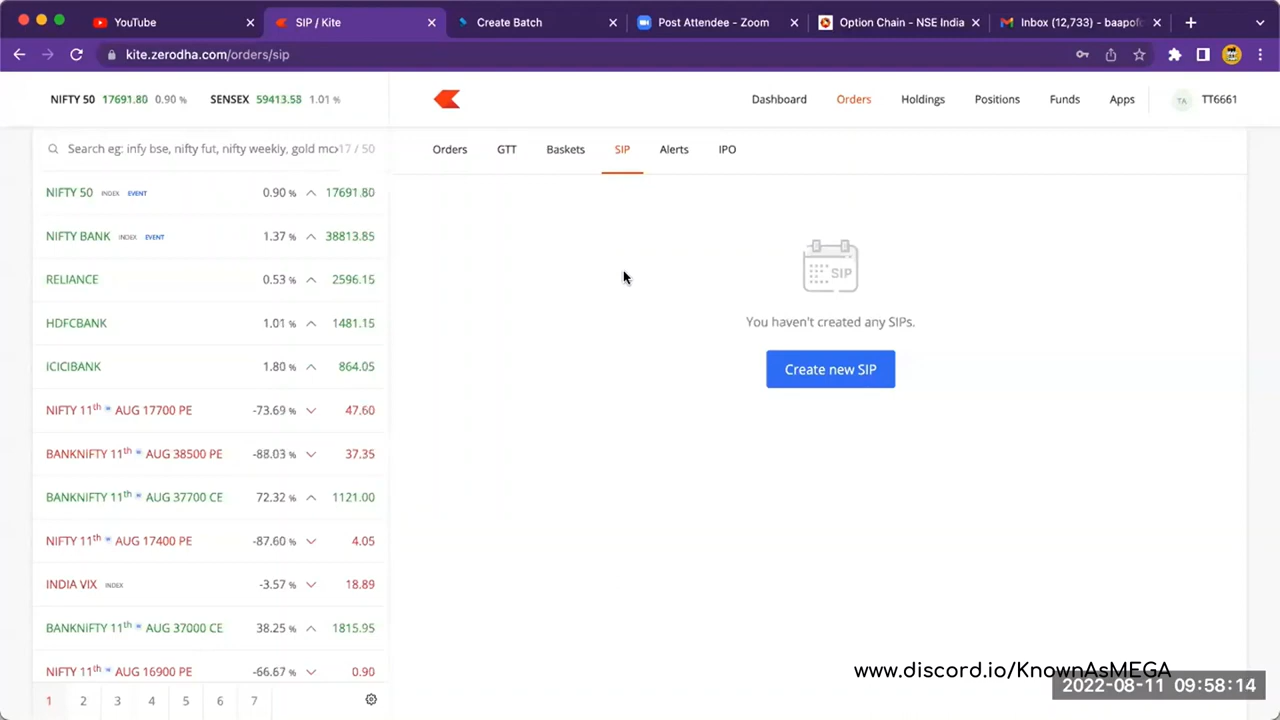 YouTube
SIP / Kite
Create Batch
Post Attendee - Zoom
Option Chain - NSE India
Inbox (12,733) - baapofc
kite.zerodha.com/orders/sip
NIFTY 50 17691.80 0.90 %
SENSEX 59413.58 1.01 %
Dashboard
Orders
Holdings
Positions
Funds
Apps
TA
TT6661
Search eg: infy bse, nifty fut, nifty weekly, gold mcx
17 / 50
Orders
GTT
Baskets
SIP
Alerts
IPO
NIFTY 50 INDEX EVENT 0.90 % 17691.80
NIFTY BANK INDEX EVENT 1.37 % 38813.85
RELIANCE 0.53 % 2596.15
HDFCBANK 1.01 % 1481.15
ICICIBANK 1.80 % 864.05
NIFTY 11th w AUG 17700 PE -73.69 % 47.60
BANKNIFTY 11th w AUG 38500 PE -88.03 % 37.35
BANKNIFTY 11th w AUG 37700 CE 72.32 % 1121.00
NIFTY 11th w AUG 17400 PE -87.60 % 4.05
INDIA VIX INDEX -3.57 % 18.89
BANKNIFTY 11th w AUG 37000 CE 38.25 % 1815.95
NIFTY 11th w AUG 16900 PE -66.67 % 0.90
1 2 3 4 5 6 7
SIP
You haven't created any SIPs.
Create new SIP
www.discord.io/KnownAsMEGA
2022-08-11 09:58:14